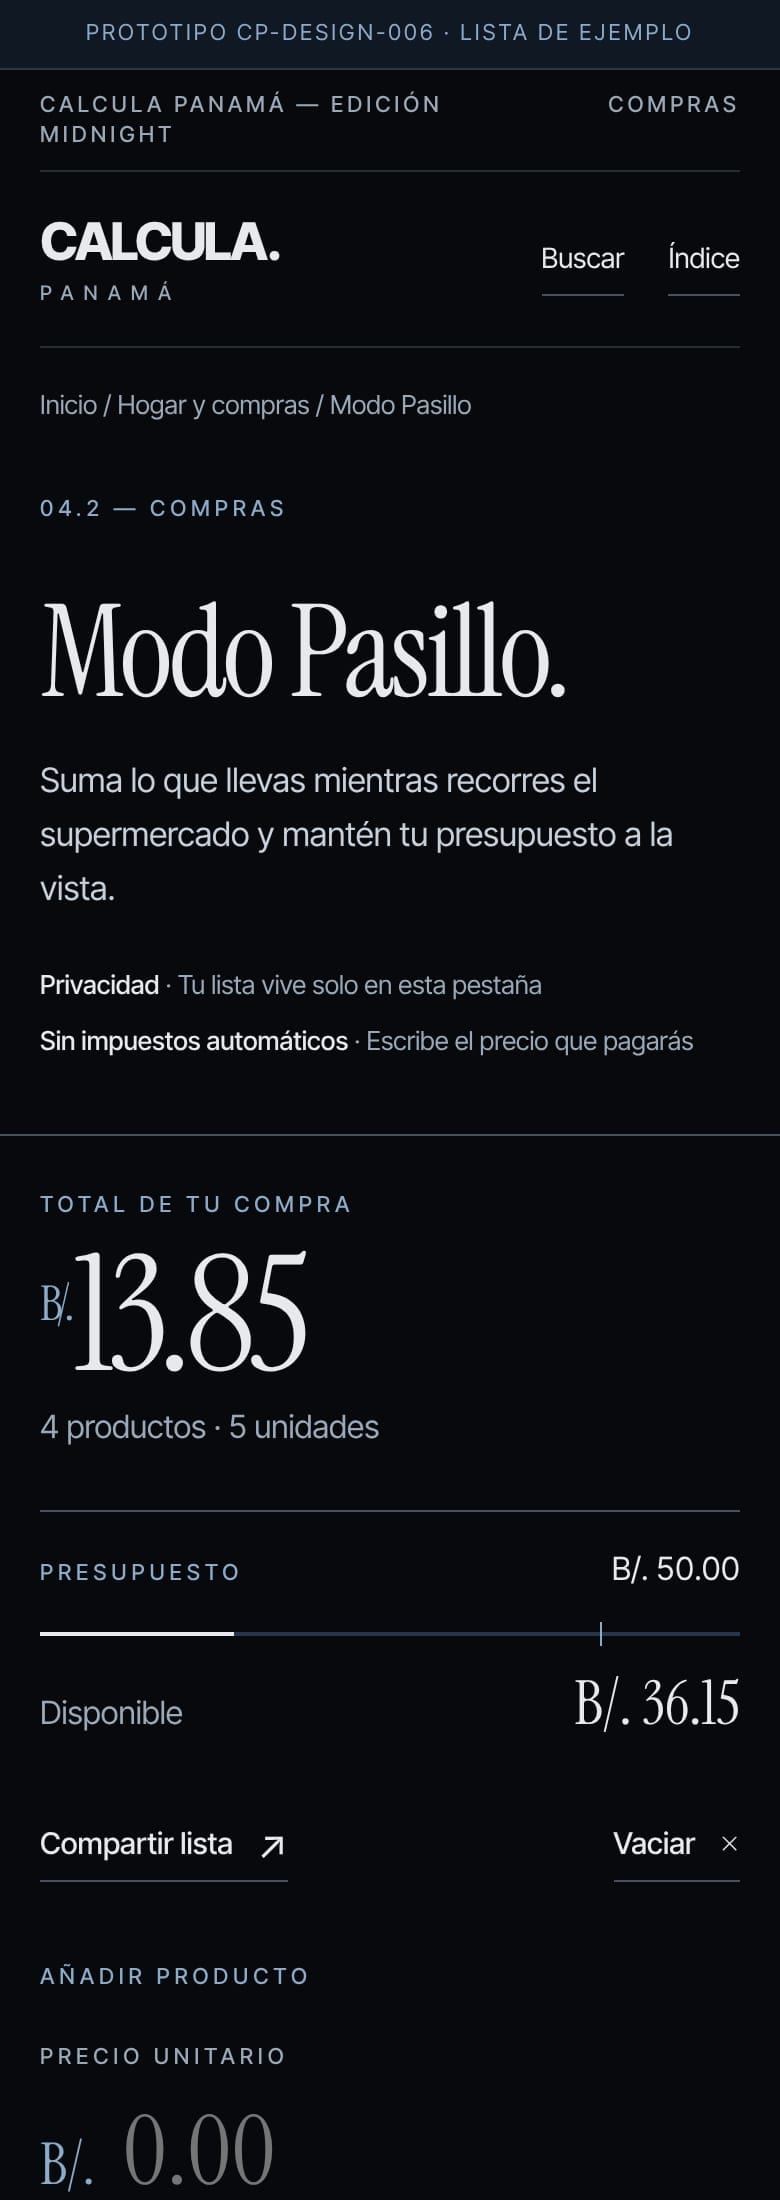 PROTOTIPO CP-DESIGN-006 · LISTA DE EJEMPLO
CALCULA PANAMÁ — EDICIÓN MIDNIGHT
COMPRAS
CALCULA.
PANAMÁ
Buscar
Índice
Inicio / Hogar y compras / Modo Pasillo
04.2 — COMPRAS
Modo Pasillo.
Suma lo que llevas mientras recorres el
supermercado y mantén tu presupuesto a la
vista.
Privacidad · Tu lista vive solo en esta pestaña
Sin impuestos automáticos · Escribe el precio que pagarás
TOTAL DE TU COMPRA
B/.13.85
4 productos · 5 unidades
PRESUPUESTO
B/. 50.00
Disponible
B/. 36.15
Compartir lista ↗
Vaciar ×
AÑADIR PRODUCTO
PRECIO UNITARIO
B/. 0.00